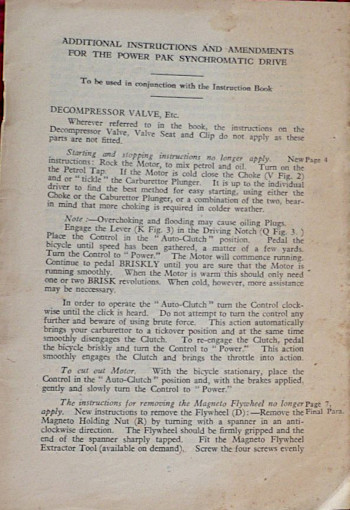 ADDITIONAL INSTRUCTIONS AND AMENDMENTS
FOR THE POWER PAK SYNCHROMATIC DRIVE
To be used in conjunction with the Instruction Book
DECOMPRESSOR VALVE, Etc.
Wherever referred to in the book, the instructions on the
Decompressor Valve, Valve Seat and Clip do not apply as these
parts are not fitted.
Starting and stopping instructions no longer apply. New Page 4
instructions: Rock the Motor, to mix petrol and oil. Turn on
the Petrol Tap. If the Motor is cold close the Choke (V Fig. 2)
and or " tickle " the Carburettor Plunger. It is up to the individual
driver to find the best method for easy starting, using either the
Choke or the Carburettor Plunger, or a combination of the two, bear-
in mind that more choking is required in colder weather.
Note :—Overchoking and flooding may cause oiling Plugs.
Engage the Lever (K Fig. 3) in the Driving Notch (Q Fig. 3. )
Place the Control in the " Auto-Clutch " position. Pedal the
bicycle until speed has been gathered, a matter of a few yards.
Turn the Control to " Power." The Motor will commence running.
Continue to pedal BRISKLY until you are sure that the Motor is
running smoothly. When the Motor is warm this should only need
one or two BRISK revolutions. When cold, however, more assistance
may be neccessary.
In order to operate the " Auto-Clutch " turn the Control clock-
wise until the click is heard. Do not attempt to turn the control any
further and beware of using brute force. This action automatically
brings your carburettor to a tickover position and at the same time
smoothly disengages the Clutch. To re-engage the Clutch, pedal
the bicycle briskly and turn the Control to " Power." This action
smoothly engages the Clutch and brings the throttle into action.
To cut out Motor. With the bicycle stationary, place the
Control in the " Auto-Clutch " position and, with the brakes applied,
gently and slowly turn the Control to " Power."
The instructions for removing the Magneto Flywheel no longer Page 7,
apply. New instructions to remove the Flywheel (D) :—Remove the Final Para.
Magneto Holding Nut (R) by turning with a spanner in an anti-
clockwise direction. The Flywheel should be firmly gripped and the
end of the spanner sharply tapped. Fit the Magneto Flywheel
Extractor Tool (available on demand). Screw the four screws evenly